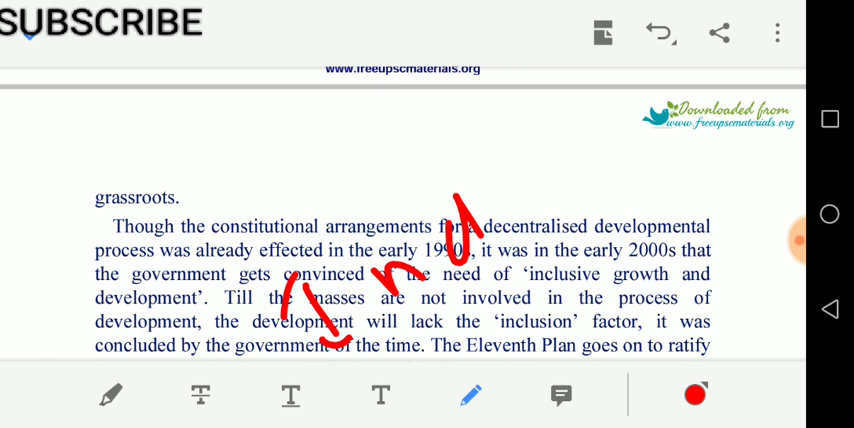 SUBSCRIBE
www.freeupscmaterials.org
Downloaded from
www.freeupscmaterials.org
grassroots.
Though the constitutional arrangements for a decentralised developmental
process was already effected in the early 1990s, it was in the early 2000s that
the government gets convinced of the need of ‘inclusive growth and
development’. Till the masses are not involved in the process of
development, the development will lack the ‘inclusion’ factor, it was
concluded by the government of the time. The Eleventh Plan goes on to ratify